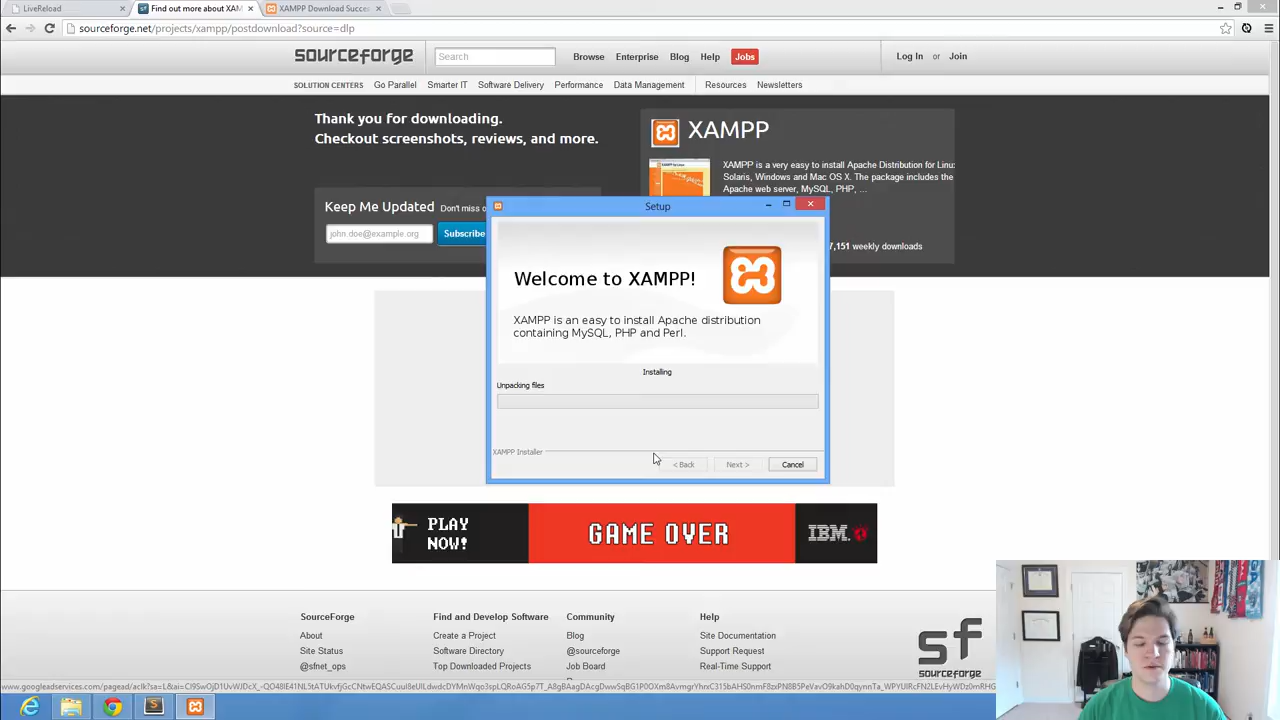 LiveReload
Find out more about XAM
XAMPP Download Succes
sourceforge.net/projects/xampp/postdownload?source=dlp
sourceforge
Search
Browse
Enterprise
Blog
Help
Jobs
Log In or Join
SOLUTION CENTERS
Go Parallel
Smarter IT
Software Delivery
Performance
Data Management
Resources
Newsletters
Thank you for downloading.
Checkout screenshots, reviews, and more.
XAMPP
XAMPP is a very easy to install Apache Distribution for Linu
Solaris, Windows and Mac OS X. The package includes the
Apache web server, MySQL, PHP, ...
Keep Me Updated
Don't miss o
john.doe@example.org
Subscribe
7,151 weekly downloads
Setup
Welcome to XAMPP!
XAMPP is an easy to install Apache distribution
containing MySQL, PHP and Perl.
Installing
Unpacking files
XAMPP Installer
< Back
Next >
Cancel
PLAY
NOW!
GAME OVER
IBM.
SourceForge
About
Site Status
@sfnet_ops
Find and Develop Software
Create a Project
Software Directory
Top Downloaded Projects
Community
Blog
@sourceforge
Job Board
Help
Site Documentation
Support Request
Real-Time Support
sf
sourceforge